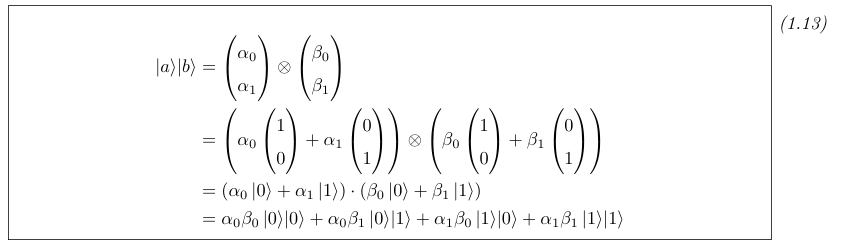 (1.13)
|a⟩|b⟩ = (α₀ α₁) ⊗ (β₀ β₁)
= (α₀ (1 0) + α₁ (0 1)) ⊗ (β₀ (1 0) + β₁ (0 1))
= (α₀ |0⟩ + α₁ |1⟩) · (β₀ |0⟩ + β₁ |1⟩)
= α₀β₀ |0⟩|0⟩ + α₀β₁ |0⟩|1⟩ + α₁β₀ |1⟩|0⟩ + α₁β₁ |1⟩|1⟩